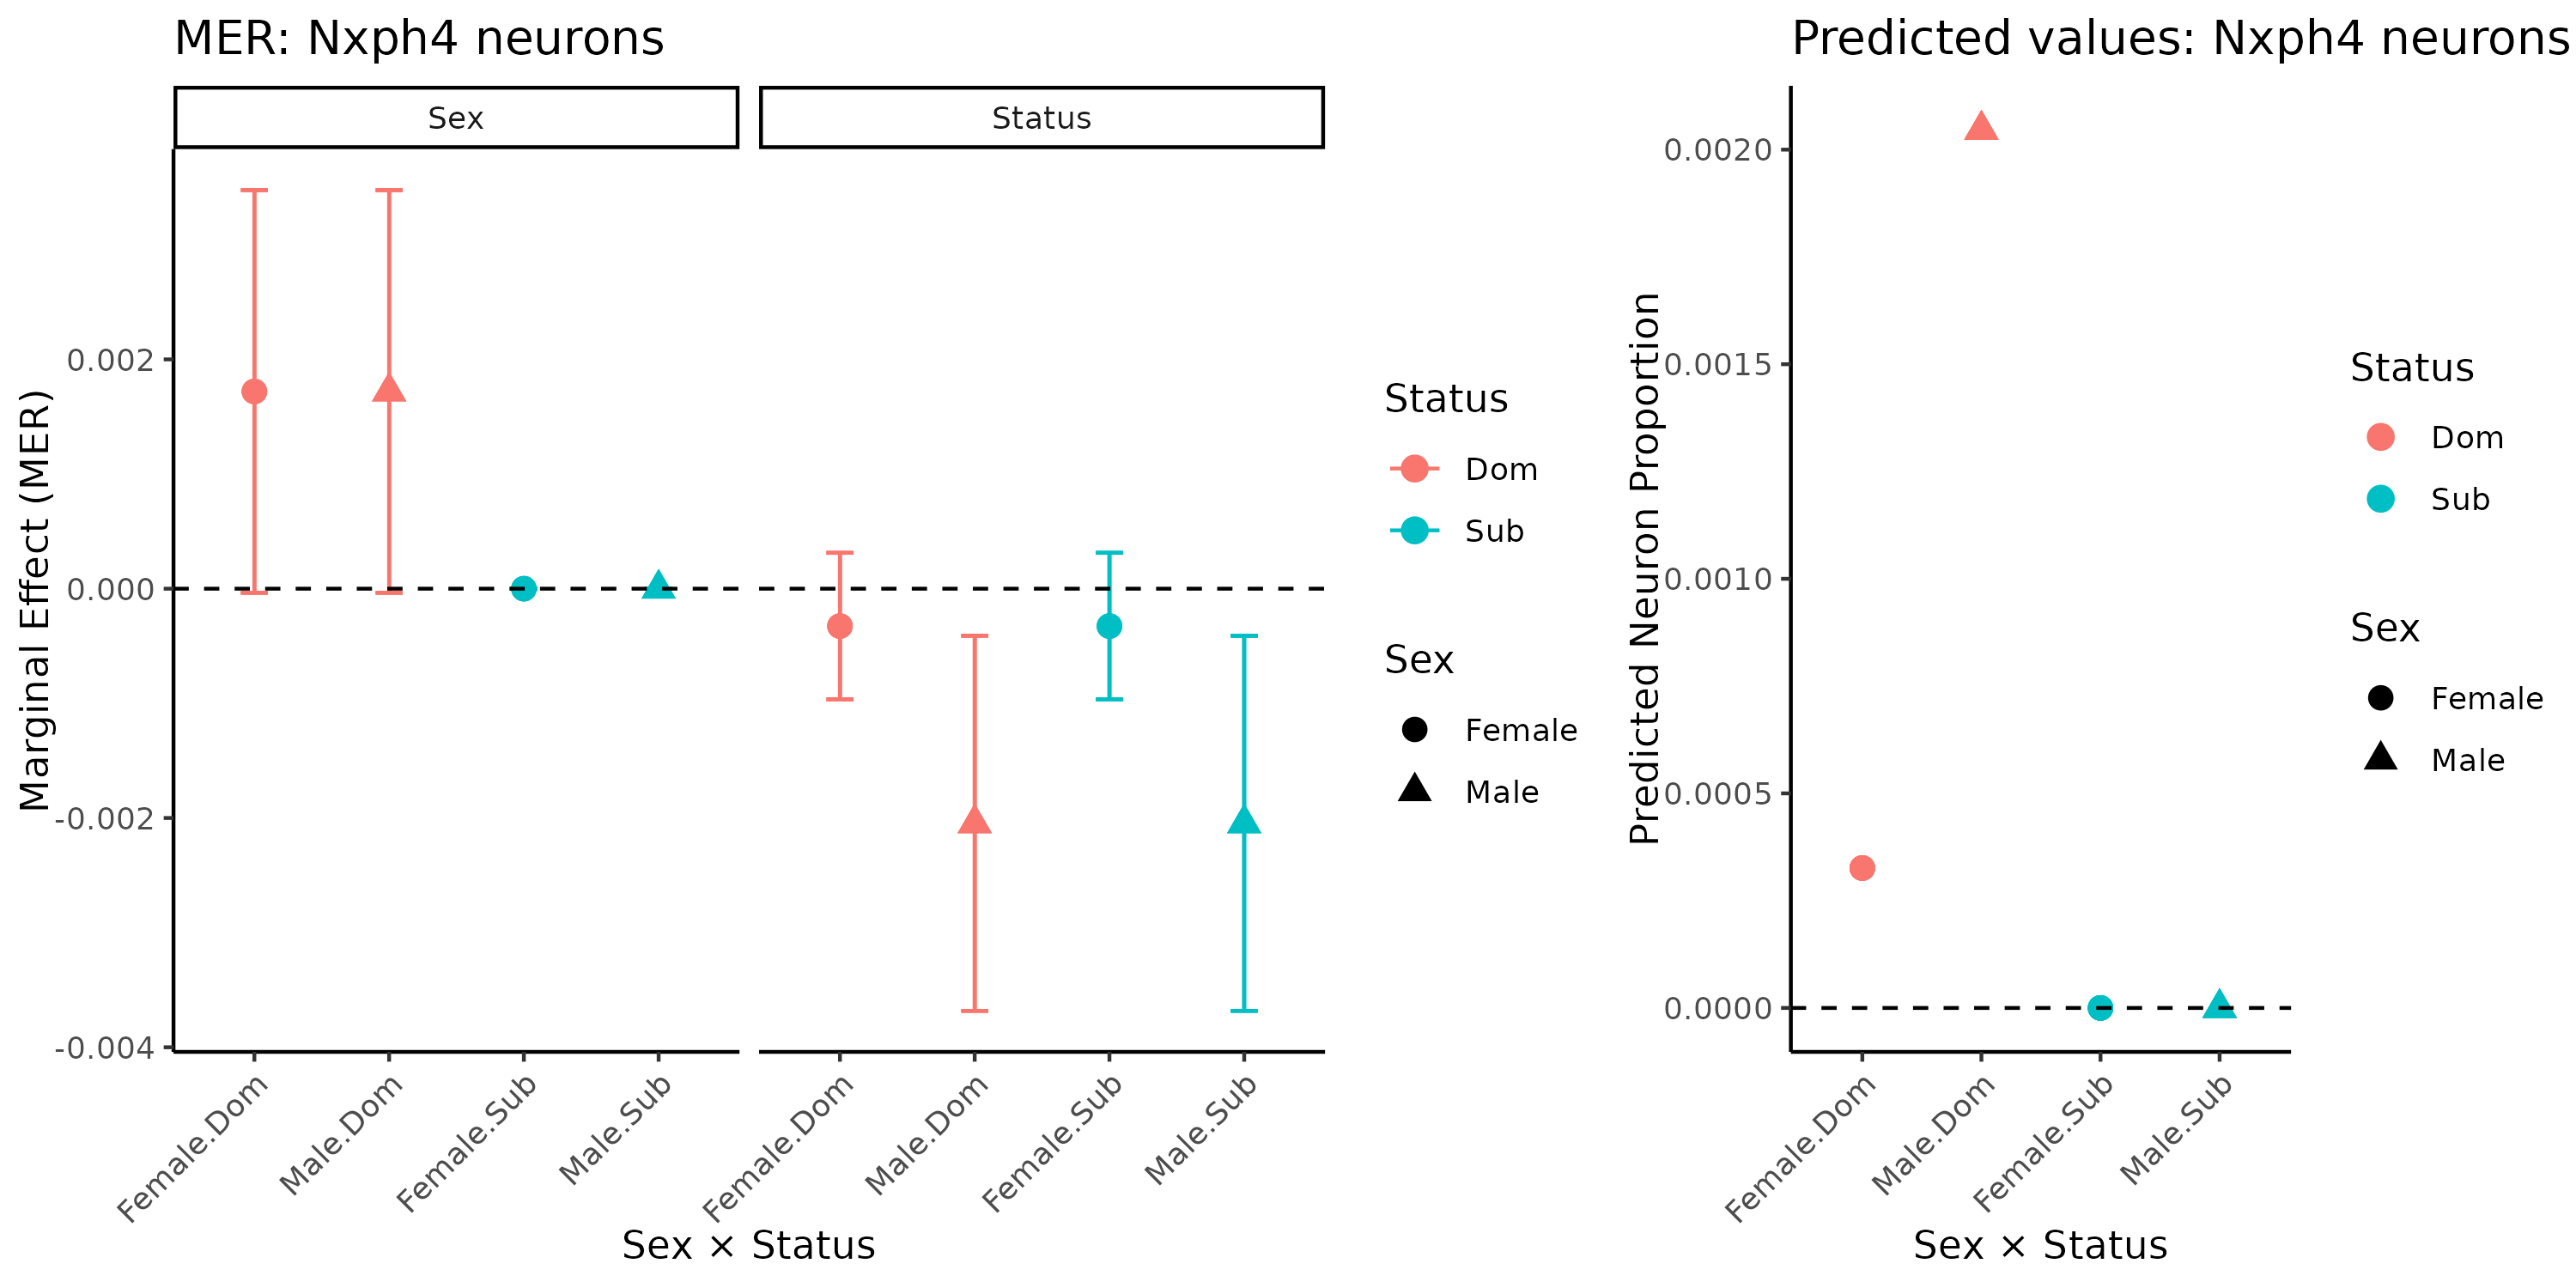 MER: Nxph4 neurons
Sex
Status
Marginal Effect (MER)
0.002
0.000
-0.002
-0.004
Female.Dom
Male.Dom
Female.Sub
Male.Sub
Female.Dom
Male.Dom
Female.Sub
Male.Sub
Sex × Status
Status
Dom
Sub
Sex
Female
Male
Predicted values: Nxph4 neurons
Predicted Neuron Proportion
0.0020
0.0015
0.0010
0.0005
0.0000
Female.Dom
Male.Dom
Female.Sub
Male.Sub
Sex × Status
Status
Dom
Sub
Sex
Female
Male